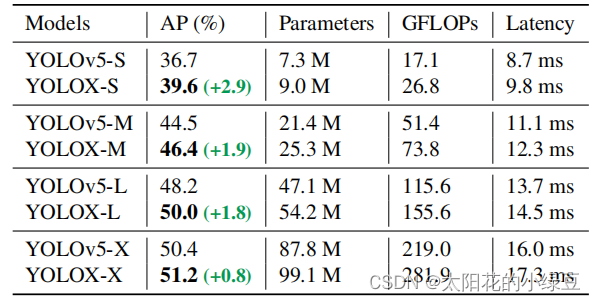 Models AP (%) Parameters GFLOPs Latency
YOLOv5-S 36.7 7.3 M 17.1 8.7 ms
YOLOX-S 39.6 (+2.9) 9.0 M 26.8 9.8 ms
YOLOv5-M 44.5 21.4 M 51.4 11.1 ms
YOLOX-M 46.4 (+1.9) 25.3 M 73.8 12.3 ms
YOLOv5-L 48.2 47.1 M 115.6 13.7 ms
YOLOX-L 50.0 (+1.8) 54.2 M 155.6 14.5 ms
YOLOv5-X 50.4 87.8 M 219.0 16.0 ms
YOLOX-X 51.2 (+0.8) 99.1 M 281.9 17.3 ms
CSDN @太阳花的小绿豆